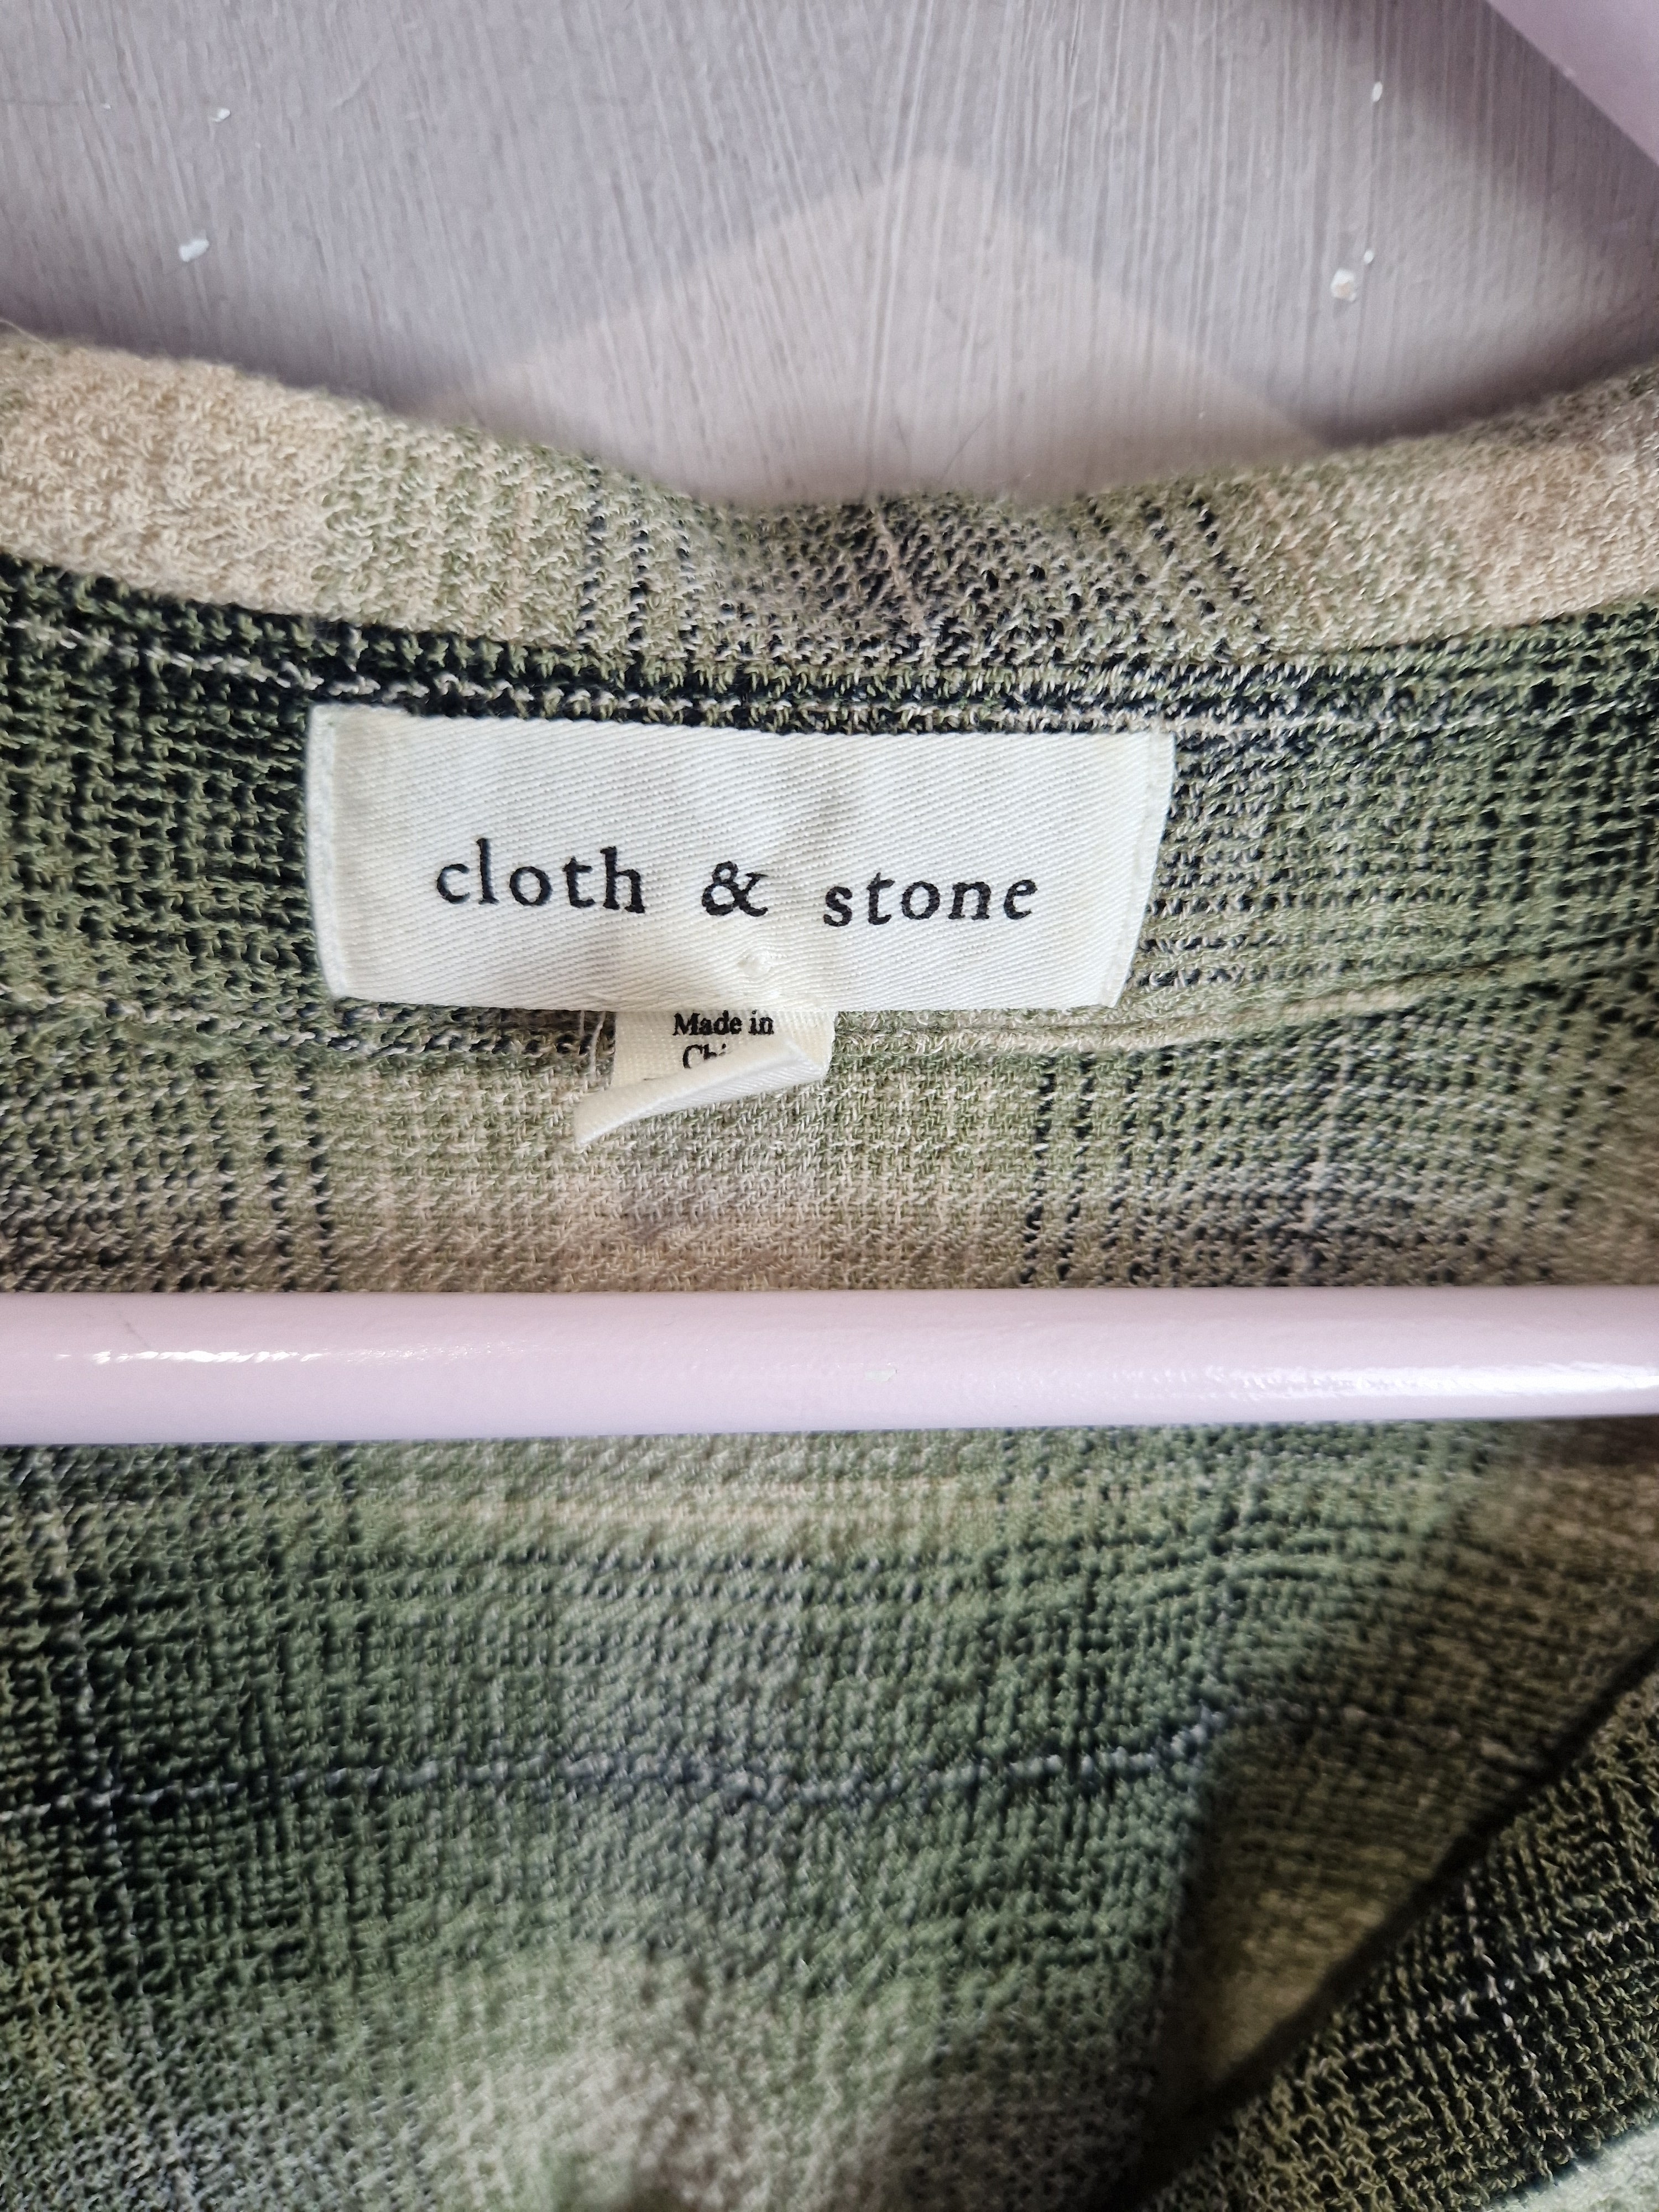 cloth & stone
Made in